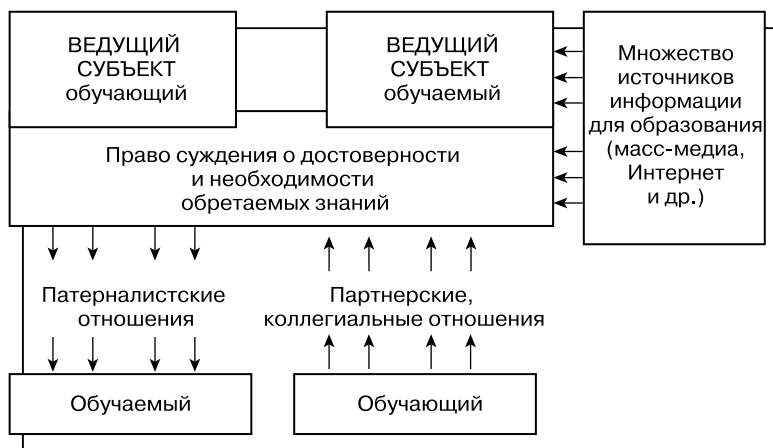 ВЕДУЩИЙ
СУБЪЕКТ
обучающий
ВЕДУЩИЙ
СУБЪЕКТ
обучаемый
Множество
источников
информации
для образования
(масс-медиа,
Интернет
и др.)
Право суждения о достоверности
и необходимости
обретаемых знаний
Патерналистские
отношения
Партнерские,
коллегиальные отношения
Обучаемый
Обучающий